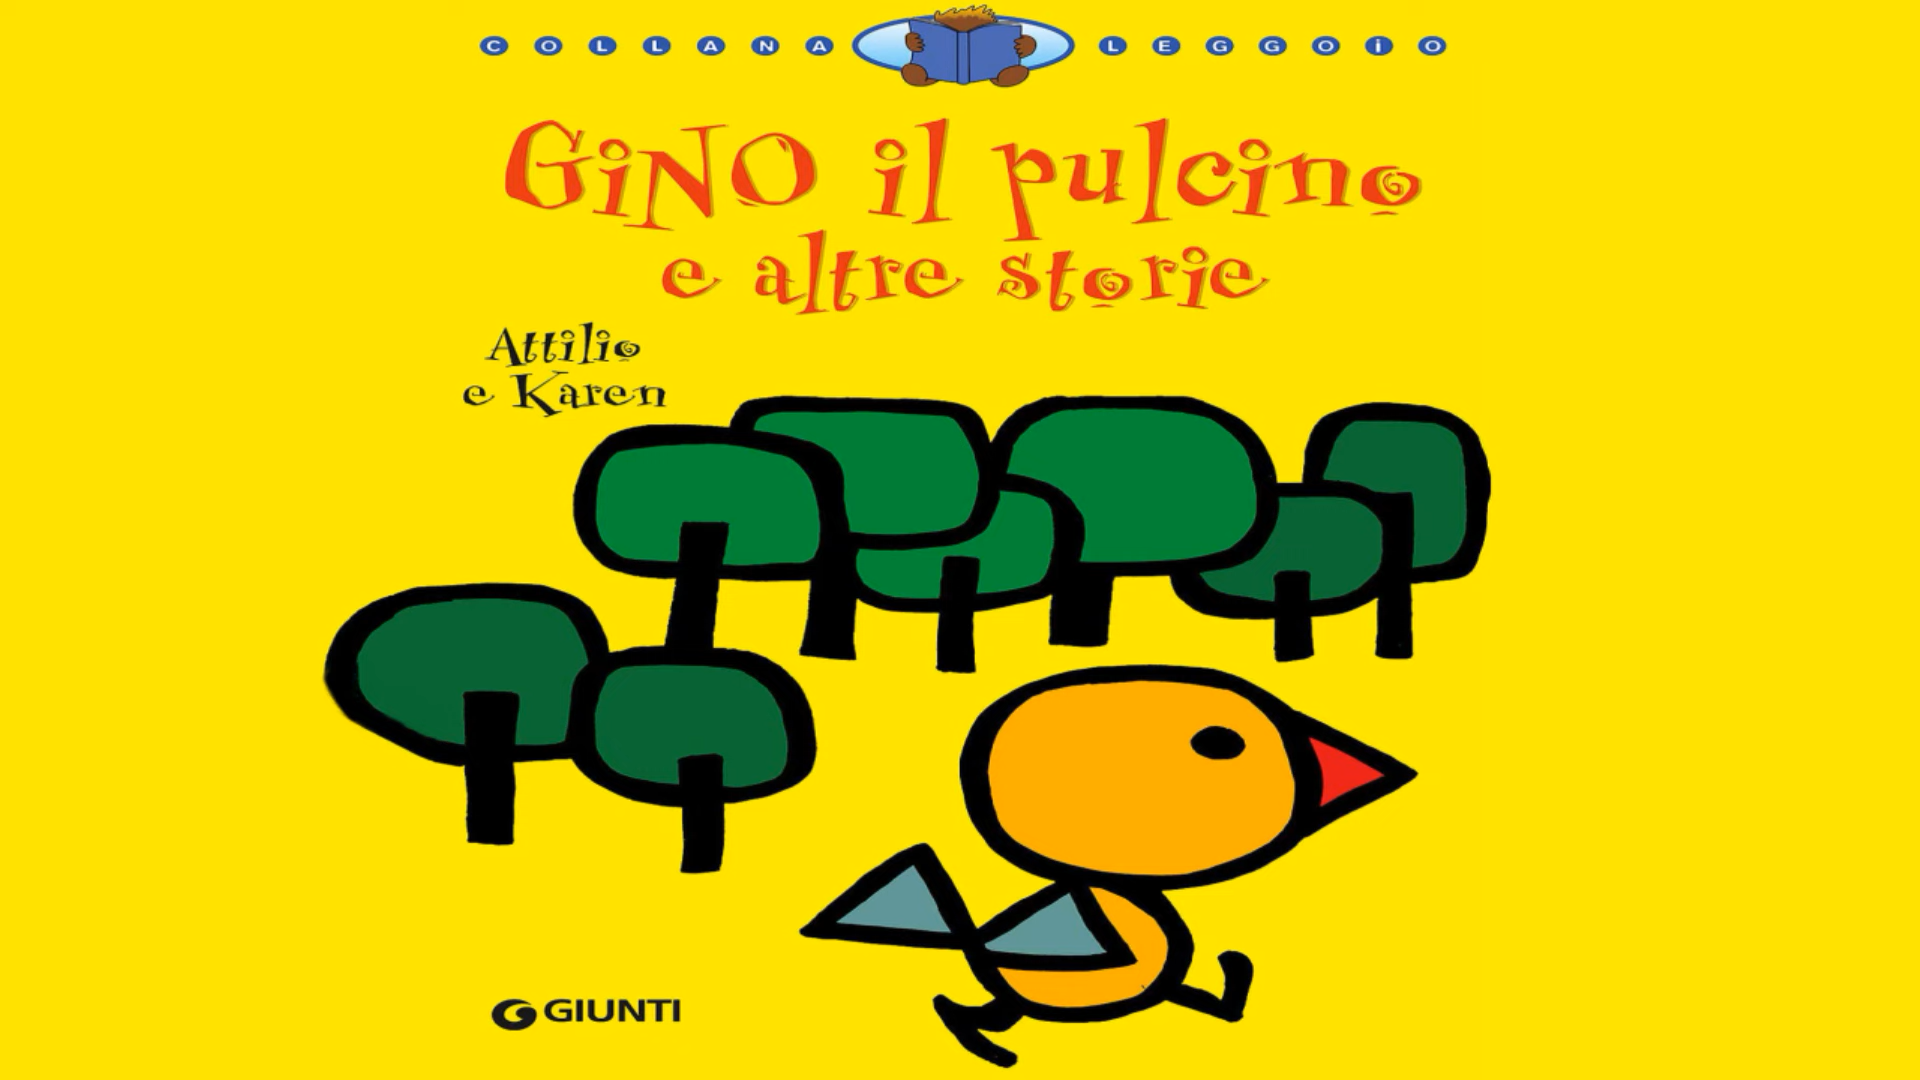 COLLANA LEGGOiO
GiNO il pulcino
e altre storie
Attilio
e Karen
GIUNTI